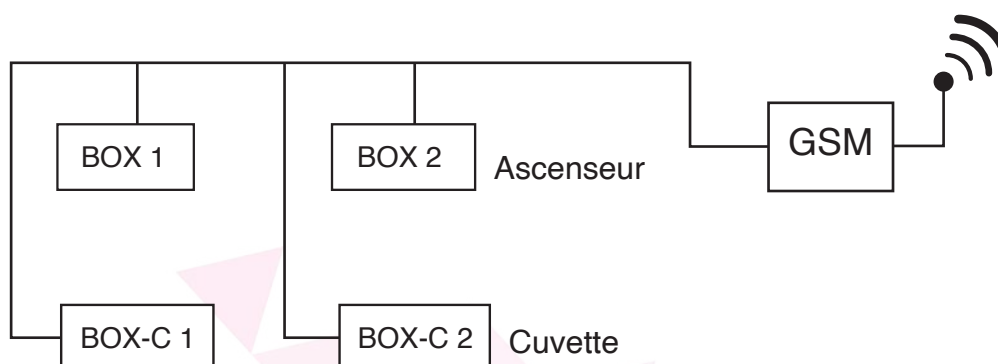 GSM
BOX 1
BOX 2
Ascenseur
BOX-C 1
BOX-C 2
Cuvette